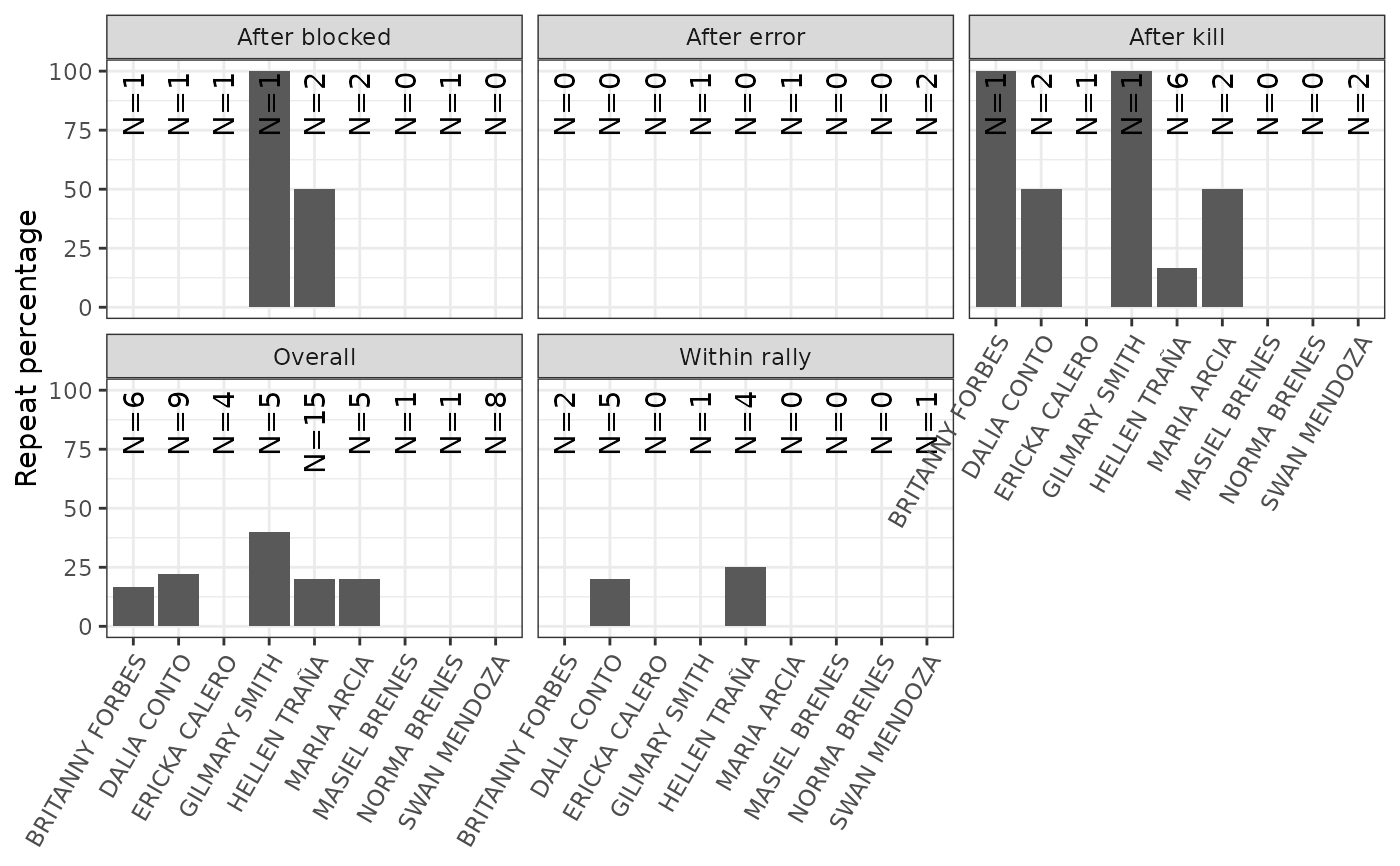 After blocked
After error
After kill
Repeat percentage
100
75
50
25
0
N=1
N=1
N=1
N=1
N=2
N=2
N=0
N=1
N=0
N=0
N=0
N=0
N=1
N=0
N=1
N=0
N=0
N=2
N=1
N=2
N=1
N=1
N=6
N=2
N=0
N=0
N=2
BRITANNY FORBES
DALIA CONTO
ERICKA CALERO
GILMARY SMITH
HELLEN TRAÑA
MARIA ARCIA
MASIEL BRENES
NORMA BRENES
SWAN MENDOZA
Overall
Within rally
100
75
50
25
0
N=6
N=9
N=4
N=5
N=15
N=5
N=1
N=1
N=8
N=2
N=5
N=0
N=1
N=4
N=0
N=0
N=0
N=1
BRITANNY FORBES
DALIA CONTO
ERICKA CALERO
GILMARY SMITH
HELLEN TRAÑA
MARIA ARCIA
MASIEL BRENES
NORMA BRENES
SWAN MENDOZA
BRITANNY FORBES
DALIA CONTO
ERICKA CALERO
GILMARY SMITH
HELLEN TRAÑA
MARIA ARCIA
MASIEL BRENES
NORMA BRENES
SWAN MENDOZA